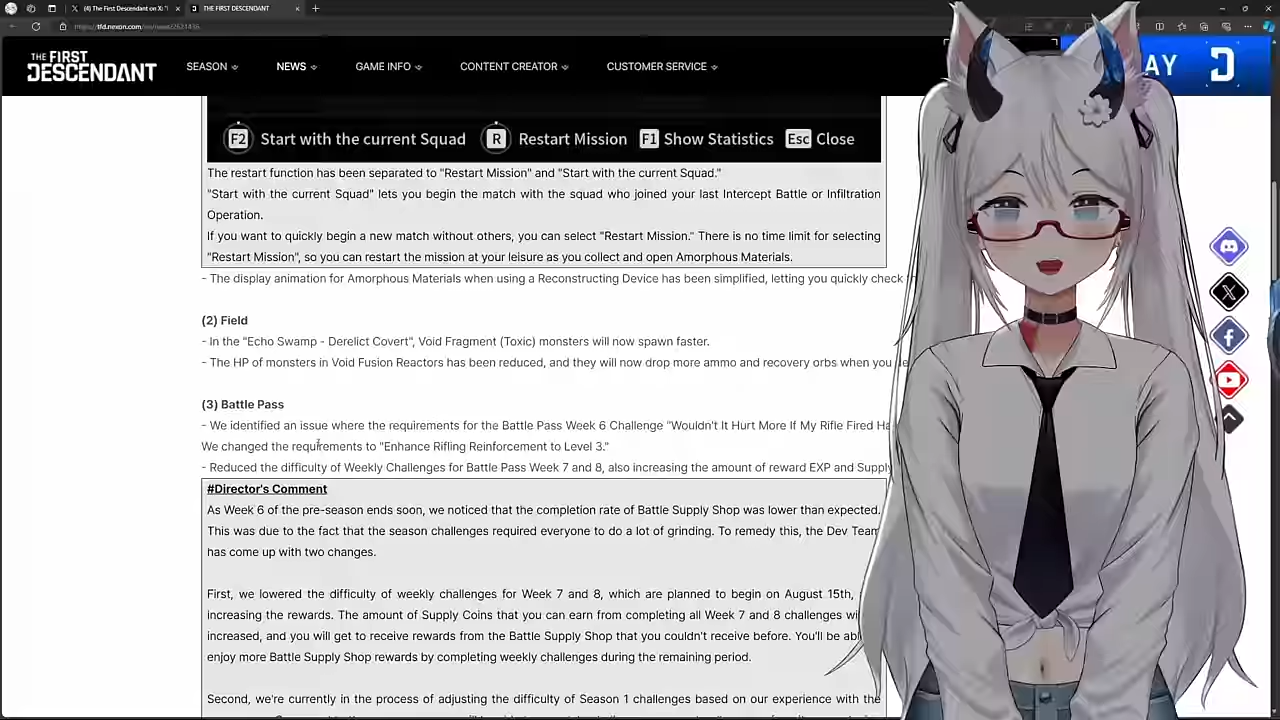 (4) The First Descendant on X: "
THE FIRST DESCENDANT
THE FIRST
DESCENDANT
SEASON
NEWS
GAME INFO
CONTENT CREATOR
CUSTOMER SERVICE
AY
F2 Start with the current Squad R Restart Mission F1 Show Statistics Esc Close
The restart function has been separated to "Restart Mission" and "Start with the current Squad."
"Start with the current Squad" lets you begin the match with the squad who joined your last Intercept Battle or Infiltration
Operation.
If you want to quickly begin a new match without others, you can select "Restart Mission." There is no time limit for selecting
"Restart Mission", so you can restart the mission at your leisure as you collect and open Amorphous Materials.
- The display animation for Amorphous Materials when using a Reconstructing Device has been simplified, letting you quickly check
(2) Field
- In the "Echo Swamp - Derelict Covert", Void Fragment (Toxic) monsters will now spawn faster.
- The HP of monsters in Void Fusion Reactors has been reduced, and they will now drop more ammo and recovery orbs when you
(3) Battle Pass
- We identified an issue where the requirements for the Battle Pass Week 6 Challenge "Wouldn't It Hurt More If My Rifle Fired Ha
We changed the requirements to "Enhance Rifling Reinforcement to Level 3."
- Reduced the difficulty of Weekly Challenges for Battle Pass Week 7 and 8, also increasing the amount of reward EXP and Supply
#Director's Comment
As Week 6 of the pre-season ends soon, we noticed that the completion rate of Battle Supply Shop was lower than expected.
This was due to the fact that the season challenges required everyone to do a lot of grinding. To remedy this, the Dev Team
has come up with two changes.
First, we lowered the difficulty of weekly challenges for Week 7 and 8, which are planned to begin on August 15th,
increasing the rewards. The amount of Supply Coins that you can earn from completing all Week 7 and 8 challenges wi
increased, and you will get to receive rewards from the Battle Supply Shop that you couldn't receive before. You'll be abl
enjoy more Battle Supply Shop rewards by completing weekly challenges during the remaining period.
Second, we're currently in the process of adjusting the difficulty of Season 1 challenges based on our experience with the